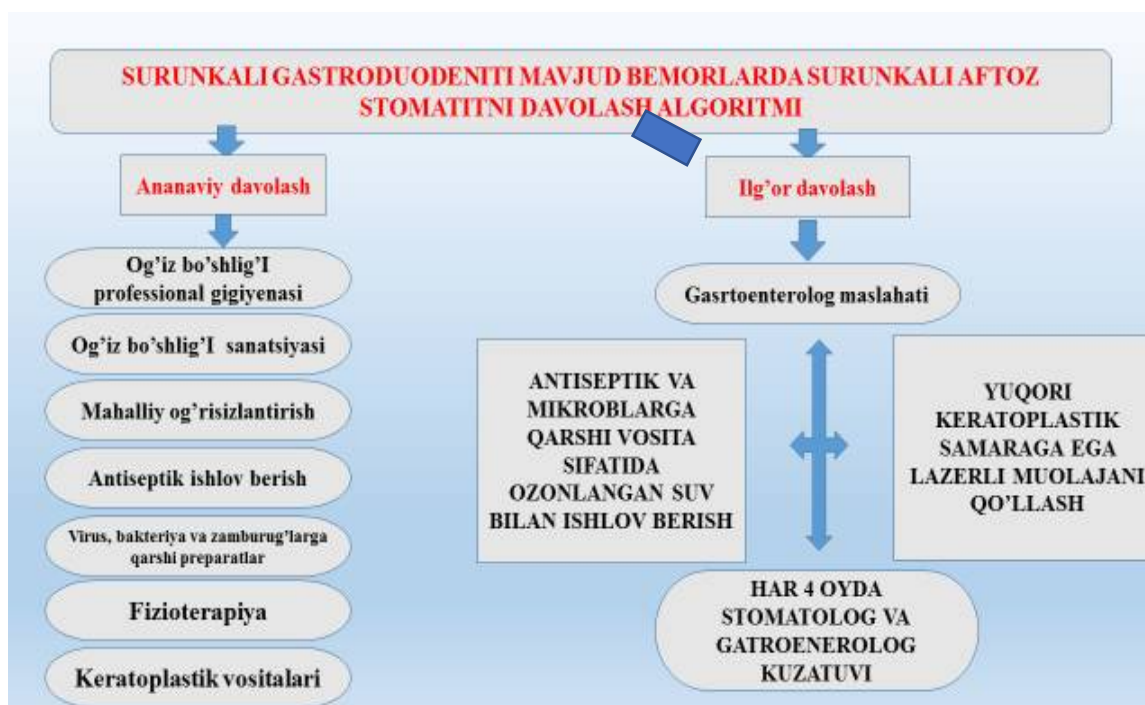 SURUNKALI GASTRODUODENITI MAVJUD BEMORLARDA SURUNKALI AFTOZ
STOMATITNI DAVOLASH ALGORITMI
Ananaviy davolash
Og’iz bo’shlig’I
professional gigiyenasi
Og’iz bo’shlig’I sanatsiyasi
Mahalliy og’risizlantirish
Antiseptik ishlov berish
Virus, bakteriya va zamburug’larga
qarshi preparatlar
Fizioterapiya
Keratoplastik vositalari
Ilg’or davolash
Gasrtoenterolog maslahati
ANTISEPTIK VA
MIKROBLARGA
QARSHI VOSITA
SIFATIDA
OZONLANGAN SUV
BILAN ISHLOV BERISH
YUQORI
KERATOPLASTIK
SAMARAGA EGA
LAZERLI MUOLAJANI
QO’LLASH
HAR 4 OYDA
STOMATOLOG VA
GATROENEROLOG
KUZATUVI